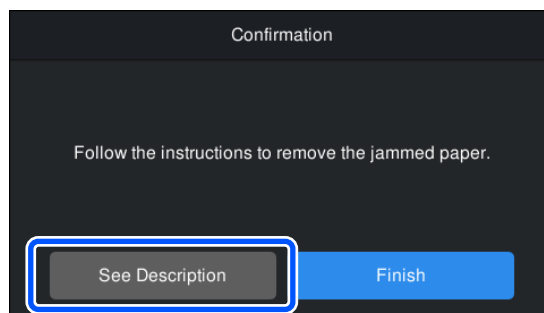 Confirmation
Follow the instructions to remove the jammed paper.
See Description
Finish